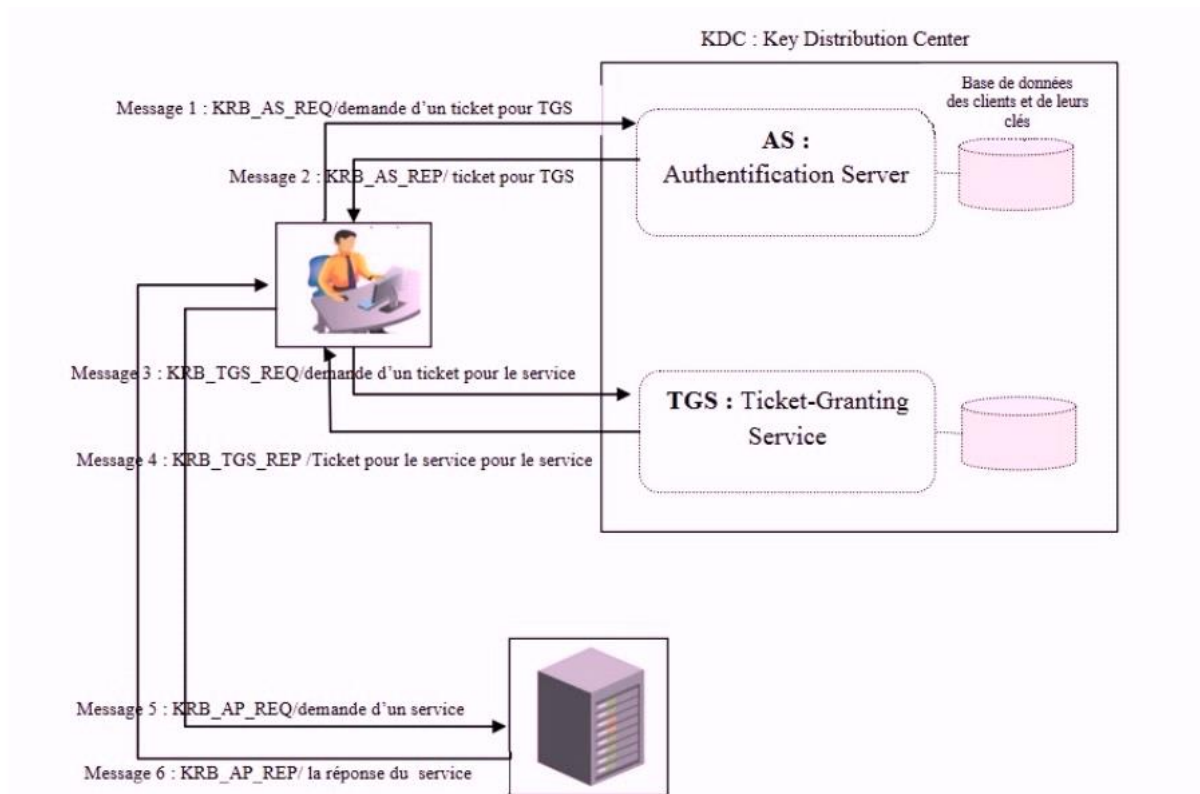 KDC : Key Distribution Center
Base de données
des clients et de leurs
clés
Message 1 : KRB_AS_REQ/demande d'un ticket pour TGS
AS :
Authentification Server
Message 2 : KRB_AS_REP/ ticket pour TGS
Message 3 : KRB_TGS_REQ/demande d'un ticket pour le service
TGS : Ticket-Granting
Service
Message 4 : KRB_TGS_REP /Ticket pour le service pour le service
Message 5 : KRB_AP_REQ/demande d'un service
Message 6 : KRB_AP_REP/ la réponse du service